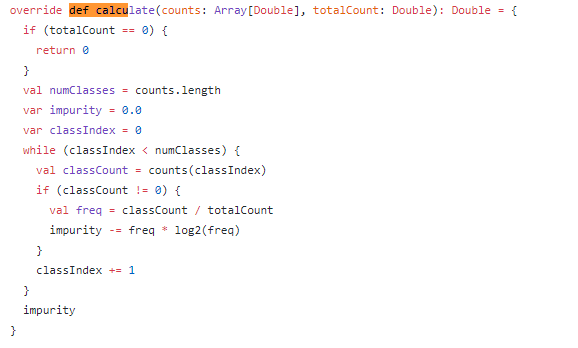 override def calculate(counts: Array[Double], totalCount: Double): Double = {
  if (totalCount == 0) {
    return 0
  }
  val numClasses = counts.length
  var impurity = 0.0
  var classIndex = 0
  while (classIndex < numClasses) {
    val classCount = counts(classIndex)
    if (classCount != 0) {
      val freq = classCount / totalCount
      impurity -= freq * log2(freq)
    }
    classIndex += 1
  }
  impurity
}